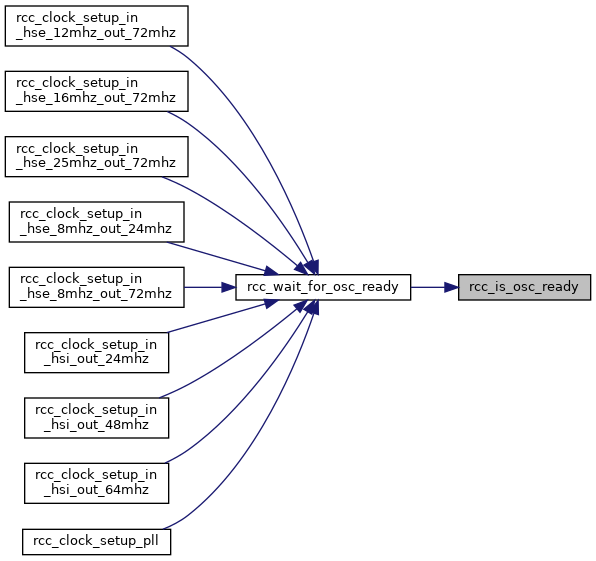 rcc_clock_setup_in
_hse_12mhz_out_72mhz
rcc_clock_setup_in
_hse_16mhz_out_72mhz
rcc_clock_setup_in
_hse_25mhz_out_72mhz
rcc_clock_setup_in
_hse_8mhz_out_24mhz
rcc_clock_setup_in
_hse_8mhz_out_72mhz
rcc_wait_for_osc_ready
rcc_is_osc_ready
rcc_clock_setup_in
_hsi_out_24mhz
rcc_clock_setup_in
_hsi_out_48mhz
rcc_clock_setup_in
_hsi_out_64mhz
rcc_clock_setup_pll